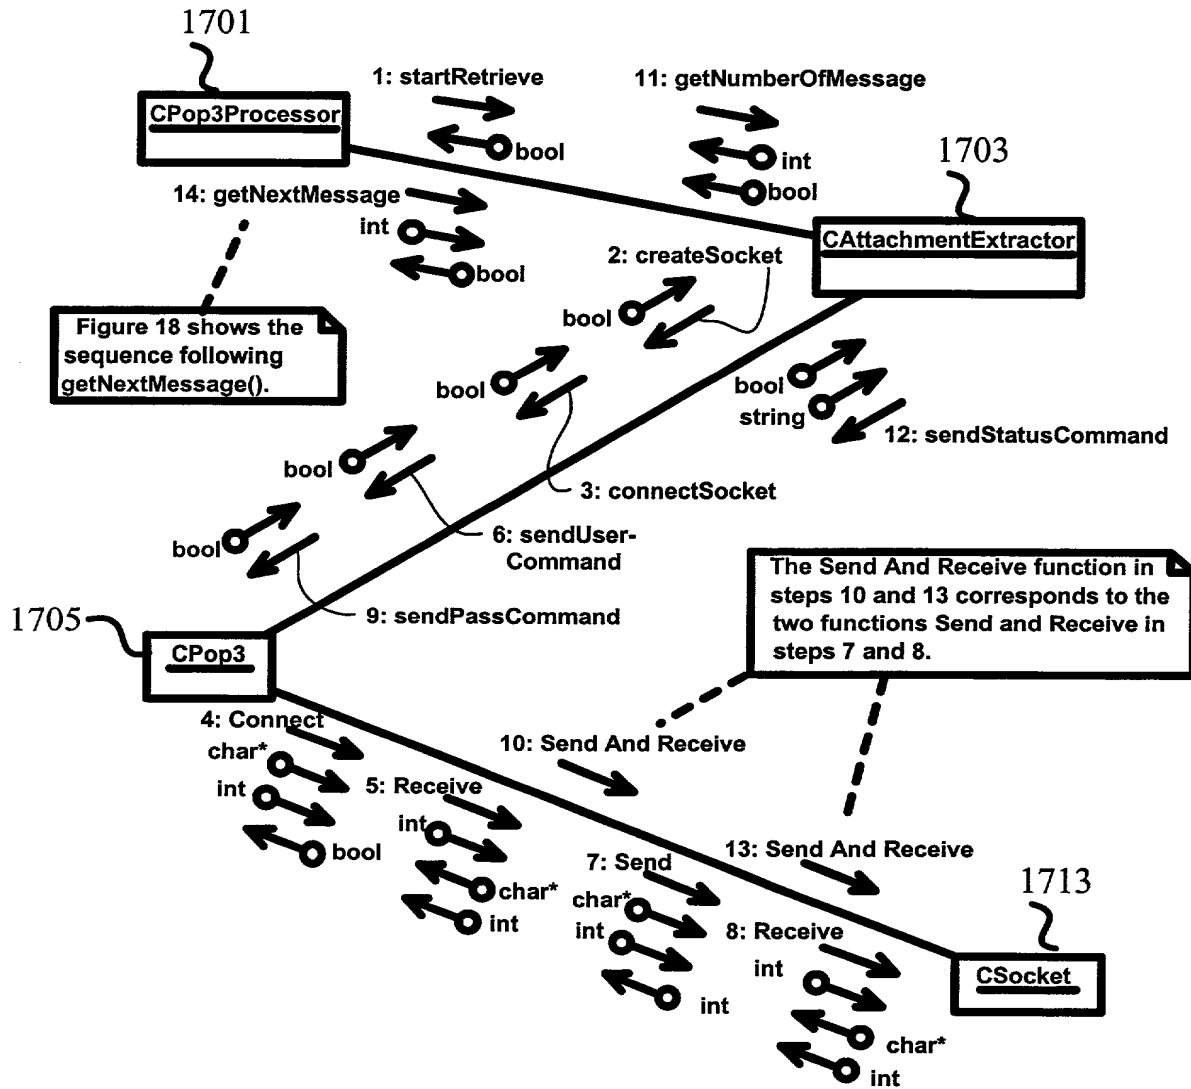 1701
1: startRetrieve
11: getNumberOfMessage
CPop3Processor
bool
int
bool
1703
14: getNextMessage
int
bool
CAttachmentExtractor
2: createSocket
bool
Figure 18 shows the
sequence following
getNextMessage().
bool
bool
string
12: sendStatusCommand
bool
3: connectSocket
bool
6: sendUser-
Command
9: sendPassCommand
The Send And Receive function in
steps 10 and 13 corresponds to the
two functions Send and Receive in
steps 7 and 8.
1705
CPop3
4: Connect
char*
int
bool
10: Send And Receive
5: Receive
int
char*
int
13: Send And Receive
7: Send
char*
int
int
8: Receive
int
char*
int
1713
CSocket